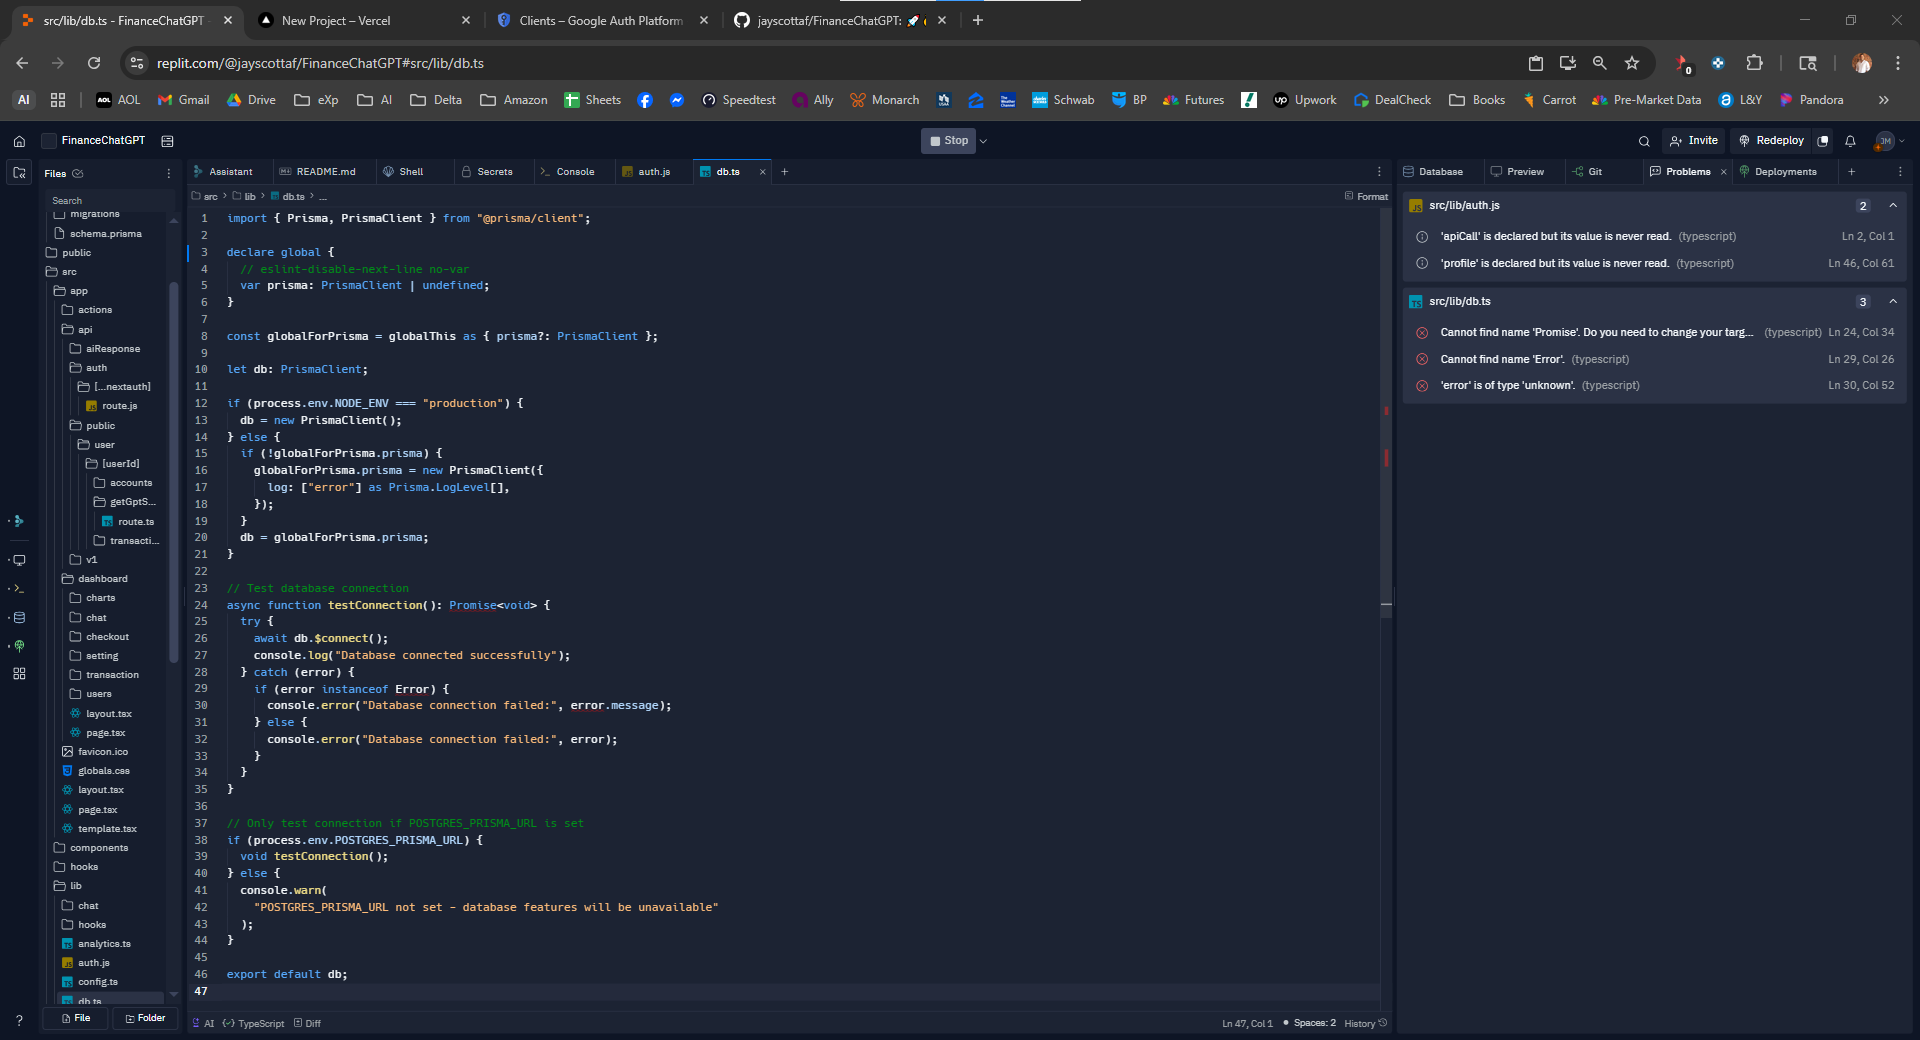 src/lib/db.ts - FinanceChatGPT
New Project – Vercel
Clients – Google Auth Platform
jayscottaf/FinanceChatGPT: 🚀
replit.com/@jayscottaf/FinanceChatGPT#src/lib/db.ts
0
AI AOL Gmail Drive eXp AI Delta Amazon Sheets Speedtest Ally Monarch Schwab BP Futures Upwork DealCheck Books Carrot Pre-Market Data L&Y Pandora
FinanceChatGPT
Stop
Invite
Redeploy
JM
Files
Search
migrations
schema.prisma
public
src
app
actions
api
aiResponse
auth
[...nextauth]
route.js
public
user
[userId]
accounts
getGptS...
route.ts
transacti...
v1
dashboard
charts
chat
checkout
setting
transaction
users
layout.tsx
page.tsx
favicon.ico
globals.css
layout.tsx
page.tsx
template.tsx
components
hooks
lib
chat
hooks
analytics.ts
auth.js
config.ts
db.ts
File
Folder
Assistant
README.md
Shell
Secrets
Console
auth.js
db.ts
src > lib > db.ts > ...
Format
1 import { Prisma, PrismaClient } from "@prisma/client";
2
3 declare global {
4 // eslint-disable-next-line no-var
5 var prisma: PrismaClient | undefined;
6 }
7
8 const globalForPrisma = globalThis as { prisma?: PrismaClient };
9
10 let db: PrismaClient;
11
12 if (process.env.NODE_ENV === "production") {
13 db = new PrismaClient();
14 } else {
15 if (!globalForPrisma.prisma) {
16 globalForPrisma.prisma = new PrismaClient({
17 log: ["error"] as Prisma.LogLevel[],
18 });
19 }
20 db = globalForPrisma.prisma;
21 }
22
23 // Test database connection
24 async function testConnection(): Promise<void> {
25 try {
26 await db.$connect();
27 console.log("Database connected successfully");
28 } catch (error) {
29 if (error instanceof Error) {
30 console.error("Database connection failed:", error.message);
31 } else {
32 console.error("Database connection failed:", error);
33 }
34 }
35 }
36
37 // Only test connection if POSTGRES_PRISMA_URL is set
38 if (process.env.POSTGRES_PRISMA_URL) {
39 void testConnection();
40 } else {
41 console.warn(
42 "POSTGRES_PRISMA_URL not set - database features will be unavailable"
43 );
44 }
45
46 export default db;
47
AI TypeScript Diff
Ln 47, Col 1 • Spaces: 2 History
Database
Preview
Git
Problems
Deployments
src/lib/auth.js 2
'apiCall' is declared but its value is never read. (typescript) Ln 2, Col 1
'profile' is declared but its value is never read. (typescript) Ln 46, Col 61
src/lib/db.ts 3
Cannot find name 'Promise'. Do you need to change your targ... (typescript) Ln 24, Col 34
Cannot find name 'Error'. (typescript) Ln 29, Col 26
'error' is of type 'unknown'. (typescript) Ln 30, Col 52